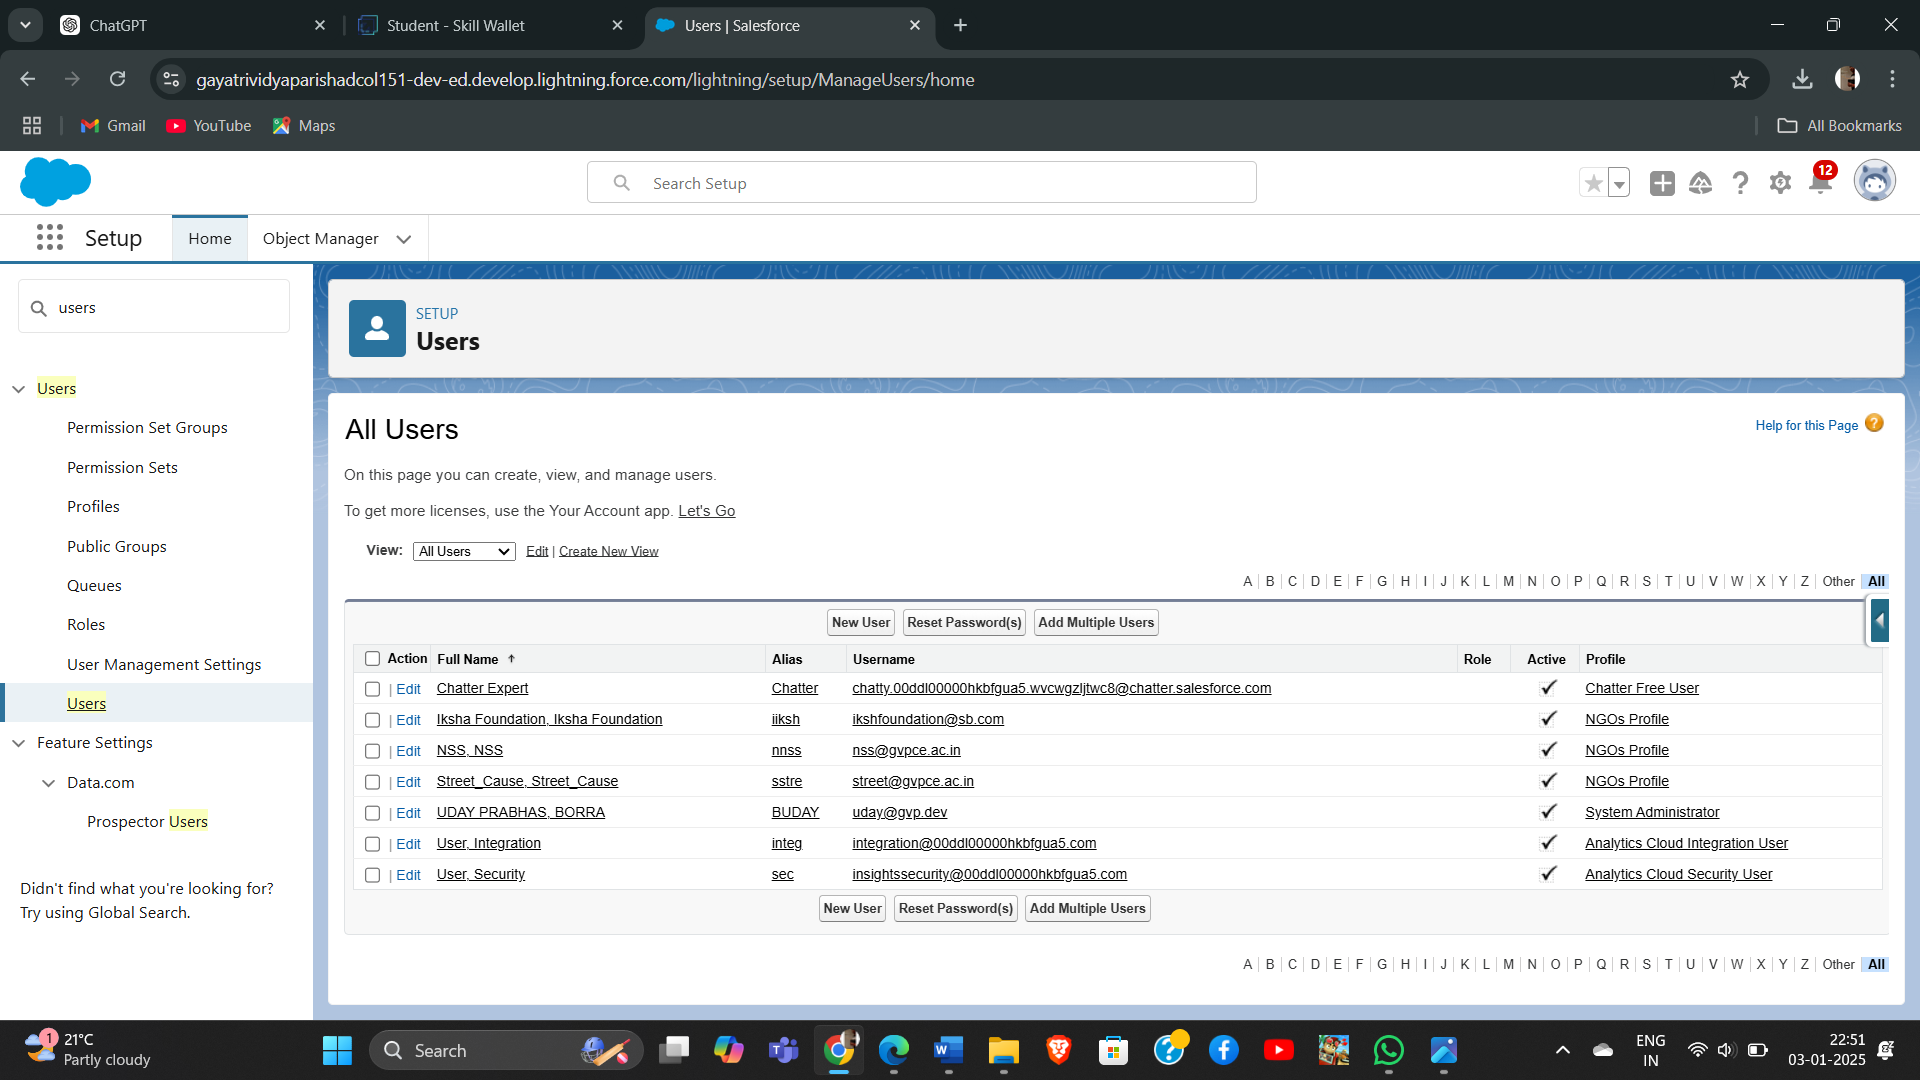 ChatGPT
Student - Skill Wallet
Users | Salesforce
gayatrividyaparishadcol151-dev-ed.develop.lightning.force.com/lightning/setup/ManageUsers/home
Gmail
YouTube
Maps
All Bookmarks
Search Setup
12
Setup
Home
Object Manager
users
Users
Permission Set Groups
Permission Sets
Profiles
Public Groups
Queues
Roles
User Management Settings
Users
Feature Settings
Data.com
Prospector Users
Didn't find what you're looking for?
Try using Global Search.
SETUP
Users
All Users
Help for this Page ?
On this page you can create, view, and manage users.
To get more licenses, use the Your Account app. Let's Go
View: All Users Edit | Create New View
A B C D E F G H I J K L M N O P Q R S T U V W X Y Z Other All
New User Reset Password(s) Add Multiple Users
Action Full Name ↑ Alias Username Role Active Profile
| Edit Chatter Expert Chatter chatty.00ddl00000hkbfgua5.wvcwgzljtwc8@chatter.salesforce.com Chatter Free User
| Edit Iksha Foundation, Iksha Foundation iiksh ikshfoundation@sb.com NGOs Profile
| Edit NSS, NSS nnss nss@gvpce.ac.in NGOs Profile
| Edit Street_Cause, Street_Cause sstre street@gvpce.ac.in NGOs Profile
| Edit UDAY PRABHAS, BORRA BUDAY uday@gvp.dev System Administrator
| Edit User, Integration integ integration@00ddl00000hkbfgua5.com Analytics Cloud Integration User
| Edit User, Security sec insightssecurity@00ddl00000hkbfgua5.com Analytics Cloud Security User
New User Reset Password(s) Add Multiple Users
A B C D E F G H I J K L M N O P Q R S T U V W X Y Z Other All
1
21°C
Partly cloudy
Search
ENG
IN
22:51
03-01-2025